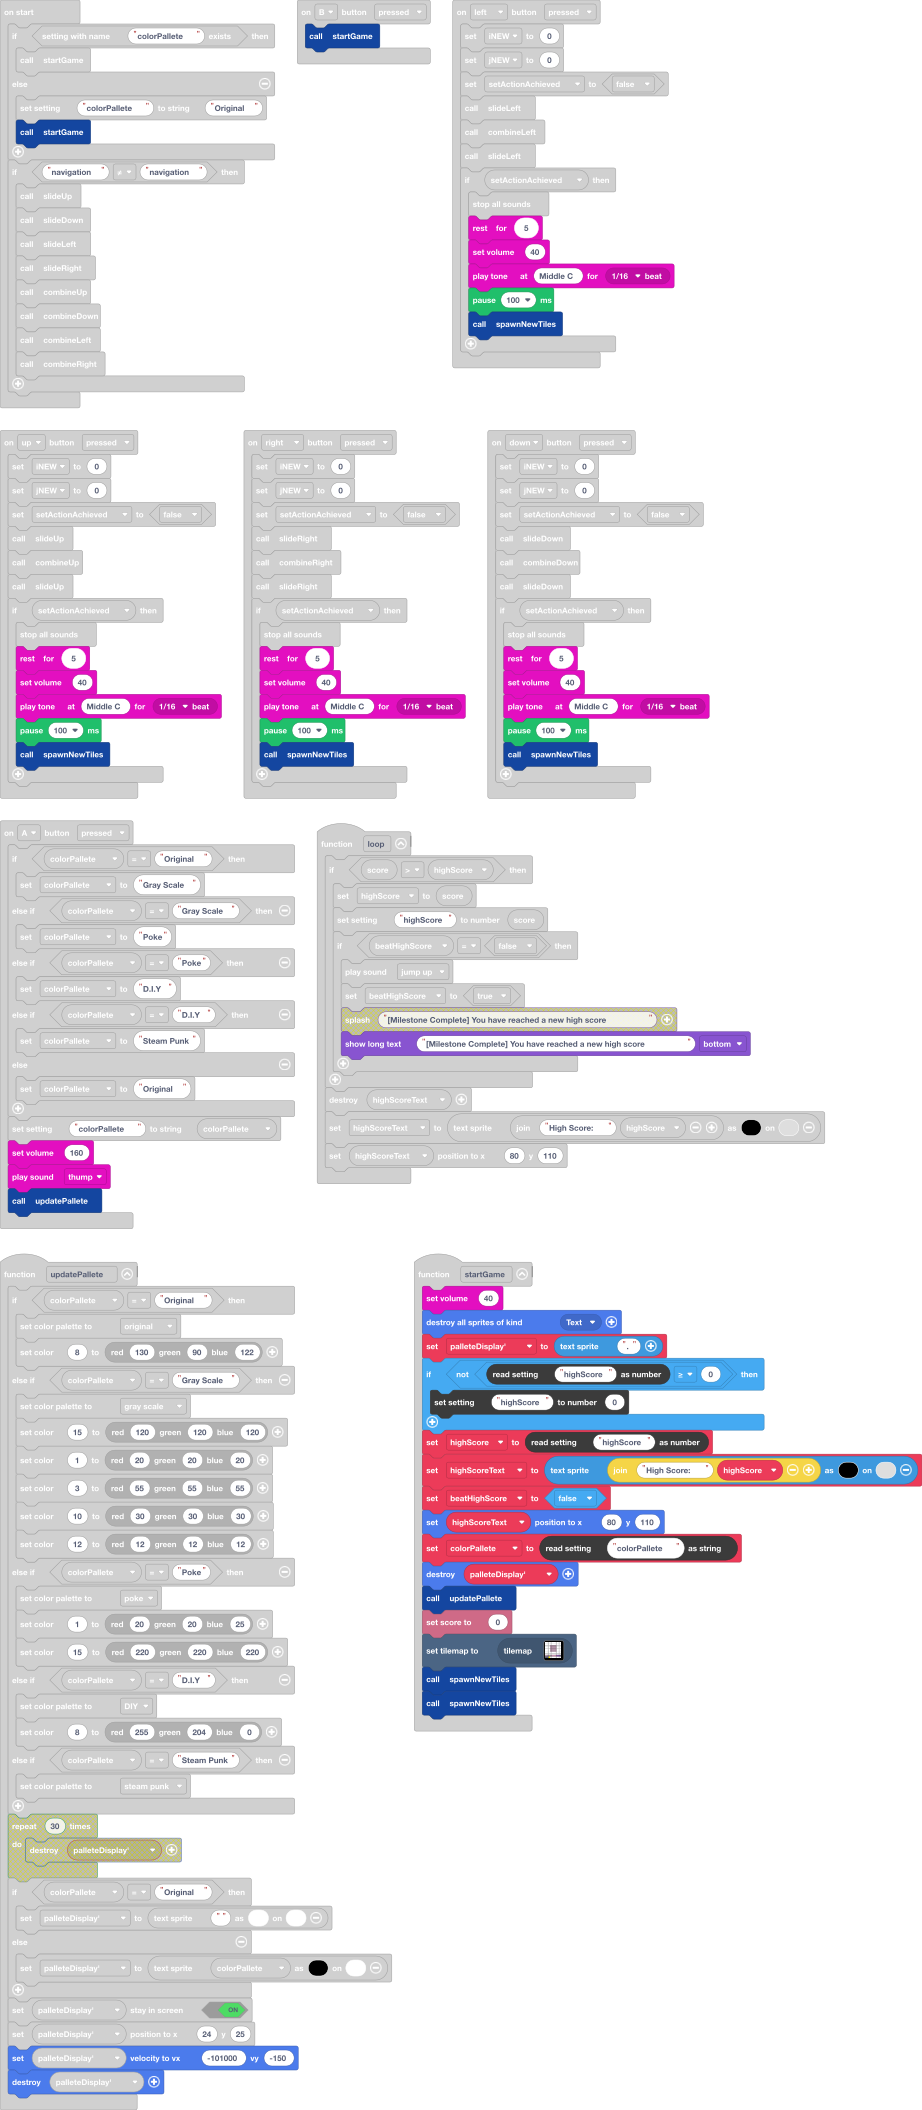 on start
if setting with name "colorPallete" exists then
call startGame
else
set setting "colorPallete" to string "Original"
call startGame
if "navigation" ≠ "navigation" then
call slideUp
call slideDown
call slideLeft
call slideRight
call combineUp
call combineDown
call combineLeft
call combineRight
on B button pressed
call startGame
on left button pressed
set iNEW to 0
set jNEW to 0
set setActionAchieved to false
call slideLeft
call combineLeft
call slideLeft
if setActionAchieved then
stop all sounds
rest for 5
set volume 40
play tone at Middle C for 1/16 beat
pause 100 ms
call spawnNewTiles
on up button pressed
set iNEW to 0
set jNEW to 0
set setActionAchieved to false
call slideUp
call combineUp
call slideUp
if setActionAchieved then
stop all sounds
rest for 5
set volume 40
play tone at Middle C for 1/16 beat
pause 100 ms
call spawnNewTiles
on right button pressed
set iNEW to 0
set jNEW to 0
set setActionAchieved to false
call slideRight
call combineRight
call slideRight
if setActionAchieved then
stop all sounds
rest for 5
set volume 40
play tone at Middle C for 1/16 beat
pause 100 ms
call spawnNewTiles
on down button pressed
set iNEW to 0
set jNEW to 0
set setActionAchieved to false
call slideDown
call combineDown
call slideDown
if setActionAchieved then
stop all sounds
rest for 5
set volume 40
play tone at Middle C for 1/16 beat
pause 100 ms
call spawnNewTiles
on A button pressed
if colorPallete = "Original" then
set colorPallete to "Gray Scale"
else if colorPallete = "Gray Scale" then
set colorPallete to "Poke"
else if colorPallete = "Poke" then
set colorPallete to "D.I.Y"
else if colorPallete = "D.I.Y" then
set colorPallete to "Steam Punk"
else
set colorPallete to "Original"
set setting "colorPallete" to string colorPallete
set volume 160
play sound thump
call updatePallete
function loop
if score > highScore then
set highScore to score
set setting "highScore" to number score
if beatHighScore = false then
play sound jump up
set beatHighScore to true
splash "[Milestone Complete] You have reached a new high score"
show long text "[Milestone Complete] You have reached a new high score" bottom
destroy highScoreText
set highScoreText to text sprite join "High Score: " highScore as on
set highScoreText position to x 80 y 110
function updatePallete
if colorPallete = "Original" then
set color palette to original
set color 8 to red 130 green 90 blue 122
else if colorPallete = "Gray Scale" then
set color palette to gray scale
set color 15 to red 120 green 120 blue 120
set color 1 to red 20 green 20 blue 20
set color 3 to red 55 green 55 blue 55
set color 10 to red 30 green 30 blue 30
set color 12 to red 12 green 12 blue 12
else if colorPallete = "Poke" then
set color palette to poke
set color 1 to red 20 green 20 blue 25
set color 15 to red 220 green 220 blue 220
else if colorPallete = "D.I.Y" then
set color palette to DIY
set color 8 to red 255 green 204 blue 0
else if colorPallete = "Steam Punk" then
set color palette to steam punk
repeat 30 times
do destroy palleteDisplay'
if colorPallete = "Original" then
set palleteDisplay' to text sprite "" as on
else
set palleteDisplay' to text sprite colorPallete as on
set palleteDisplay' stay in screen ON
set palleteDisplay' position to x 24 y 25
set palleteDisplay' velocity to vx -101000 vy -150
destroy palleteDisplay'
function startGame
set volume 40
destroy all sprites of kind Text
set palleteDisplay' to text sprite "."
if not read setting "highScore" as number ≥ 0 then
set setting "highScore" to number 0
set highScore to read setting "highScore" as number
set highScoreText to text sprite join "High Score: " highScore as on
set beatHighScore to false
set highScoreText position to x 80 y 110
set colorPallete to read setting "colorPallete" as string
destroy palleteDisplay'
call updatePallete
set score to 0
set tilemap to tilemap
call spawnNewTiles
call spawnNewTiles